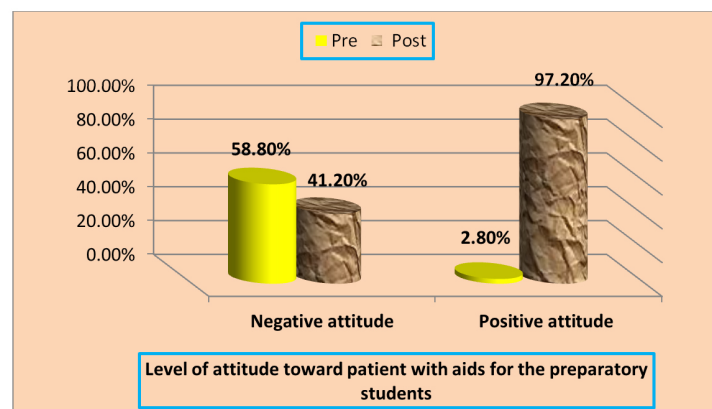 Pre Post
100.00%
80.00%
60.00%
40.00%
20.00%
0.00%
58.80%
41.20%
2.80%
97.20%
Negative attitude Positive attitude
Level of attitude toward patient with aids for the preparatory
students